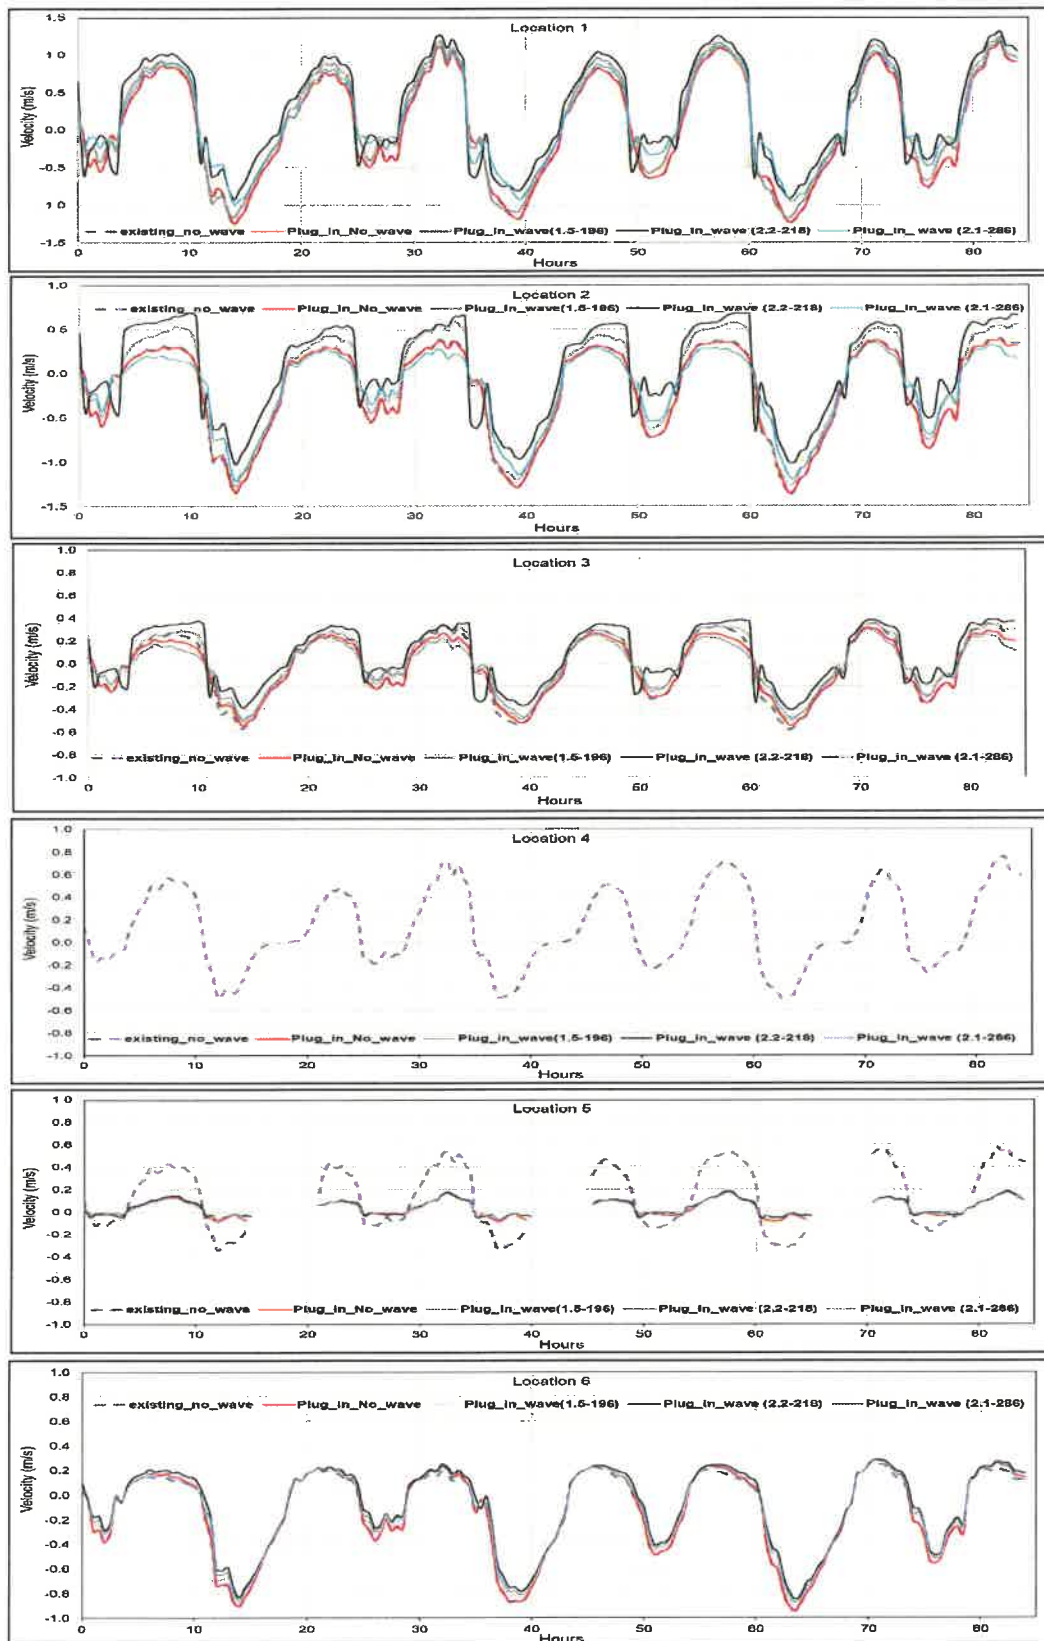 Location 1
Velocity (m/s)
1.5
1.0
0.5
0.0
-0.5
1.0
-1.5
existing_no_wave Plug_in_No_wave Plug_in_wave(1.5-196) Plug_in_wave (2.2-218) Plug_in_ wave (2.1-286)
0 10 20 30 40 50 60 70 80
Hours
Location 2
Velocity (m/s)
1.0
0.5
0.0
-0.5
-1.0
-1.5
existing_no_wave Plug_in_No_wave Plug_in_wave(1.5-196) Plug_in_wave (2.2-218) Plug_in_wave (2.1-286)
0 10 20 30 40 50 60 70 80
Hours
Location 3
Velocity (m/s)
1.0
0.8
0.6
0.4
0.2
0.0
-0.2
-0.4
-0.6
-0.8
-1.0
existing_no_wave Plug_in_No_wave Plug_in_wave(1.5-196) Plug_in_wave (2.2-218) Plug_in_wave (2.1-286)
0 10 20 30 40 50 60 70 80
Hours
Location 4
Velocity (m/s)
1.0
0.8
0.6
0.4
0.2
0.0
-0.2
-0.4
-0.6
-0.8
-1.0
existing_no_wave Plug_in_No_wave Plug_in_wave(1.5-196) Plug_in_wave (2.2-218) Plug_in_wave (2.1-286)
0 10 20 30 40 50 60 70 80
Hours
Location 5
Velocity (m/s)
1.0
0.8
0.6
0.4
0.2
0.0
-0.2
-0.4
-0.6
-0.8
-1.0
existing_no_wave Plug_in_No_wave Plug_in_wave(1.5-196) Plug_in_wave (2.2-218) Plug_in_wave (2.1-286)
0 10 20 30 40 50 60 70 80
Hours
Location 6
Velocity (m/s)
1.0
0.8
0.6
0.4
0.2
0.0
-0.2
-0.4
-0.6
-0.8
-1.0
existing_no_wave Plug_in_No_wave Plug_in_wave(1.5-196) Plug_in_wave (2.2-218) Plug_in_wave (2.1-286)
0 10 20 30 40 50 60 70 80
Hours